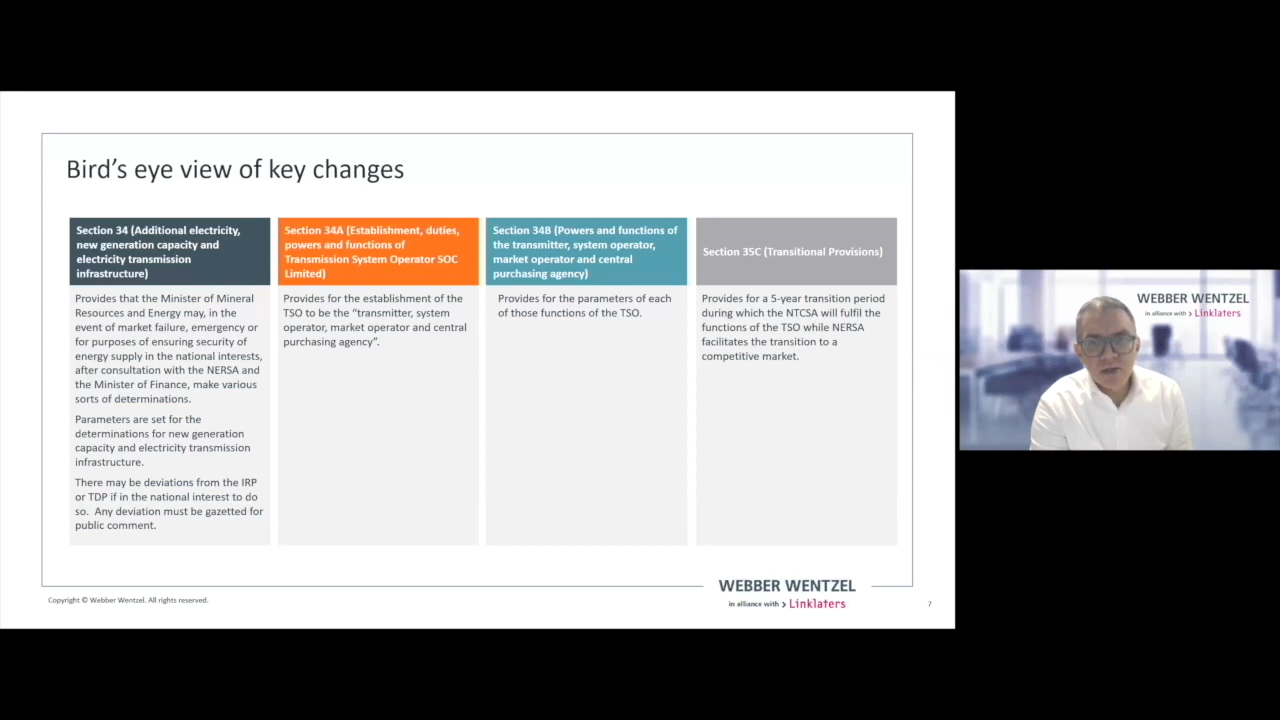 Bird's eye view of key changes
Section 34 (Additional electricity,
new generation capacity and
electricity transmission
infrastructure)
Provides that the Minister of Mineral
Resources and Energy may, in the
event of market failure, emergency or
for purposes of ensuring security of
energy supply in the national interests,
after consultation with the NERSA and
the Minister of Finance, make various
sorts of determinations.
Parameters are set for the
determinations for new generation
capacity and electricity transmission
infrastructure.
There may be deviations from the IRP
or TDP if in the national interest to do
so. Any deviation must be gazetted for
public comment.
Section 34A (Establishment, duties,
powers and functions of
Transmission System Operator SOC
Limited)
Provides for the establishment of the
TSO to be the “transmitter, system
operator, market operator and central
purchasing agency”.
Section 34B (Powers and functions of
the transmitter, system operator,
market operator and central
purchasing agency)
Provides for the parameters of each
of those functions of the TSO.
Section 35C (Transitional Provisions)
Provides for a 5-year transition period
during which the NTCSA will fulfil the
functions of the TSO while NERSA
facilitates the transition to a
competitive market.
WEBBER WENTZEL
in alliance with › Linklaters
Copyright © Webber Wentzel. All rights reserved.
7
WEBBER WENTZEL
in alliance with › Linklaters